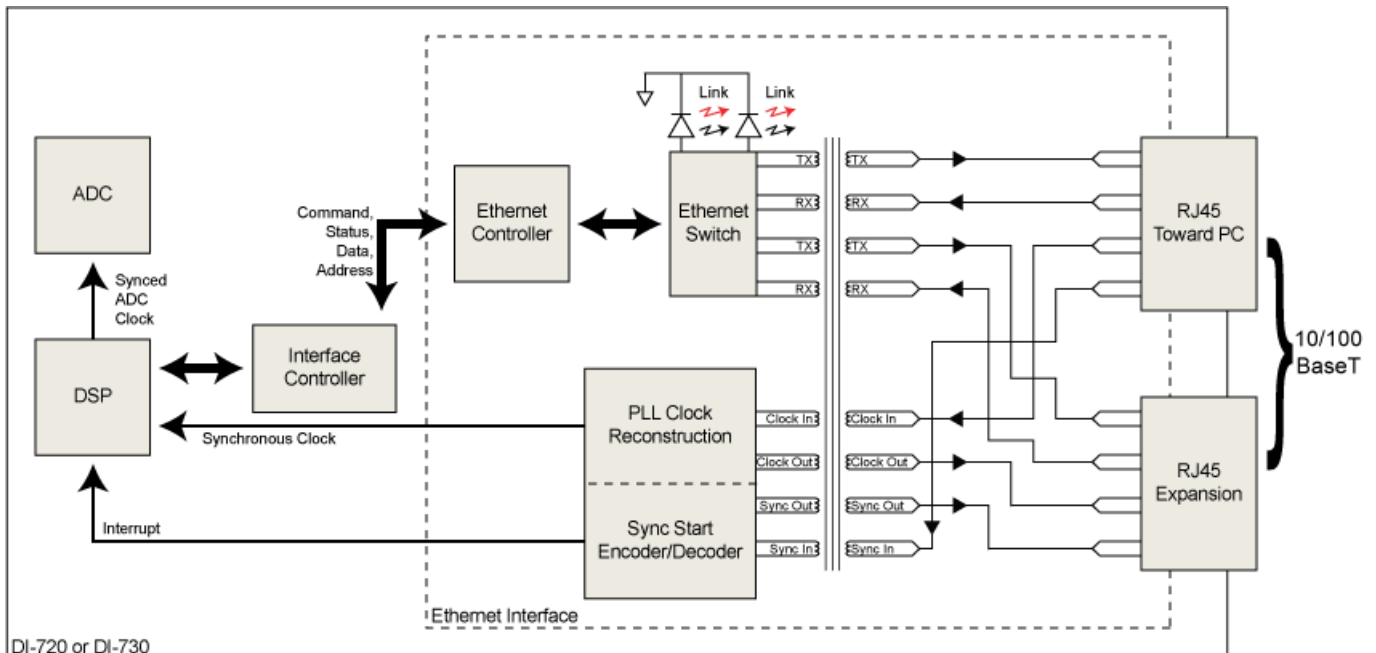 Link
Link
ADC
Ethernet
Controller
Ethernet
Switch
TX
RX
TX
RX
TX
RX
TX
RX
RJ45
Toward PC
Command,
Status,
Data,
Address
Synced
ADC
Clock
DSP
Interface
Controller
10/100
BaseT
PLL Clock
Reconstruction
Synchronous Clock
Clock In
Clock Out
Sync Out
Sync In
Clock In
Clock Out
Sync Out
Sync In
RJ45
Expansion
Interrupt
Sync Start
Encoder/Decoder
Ethernet Interface
DI-720 or DI-730